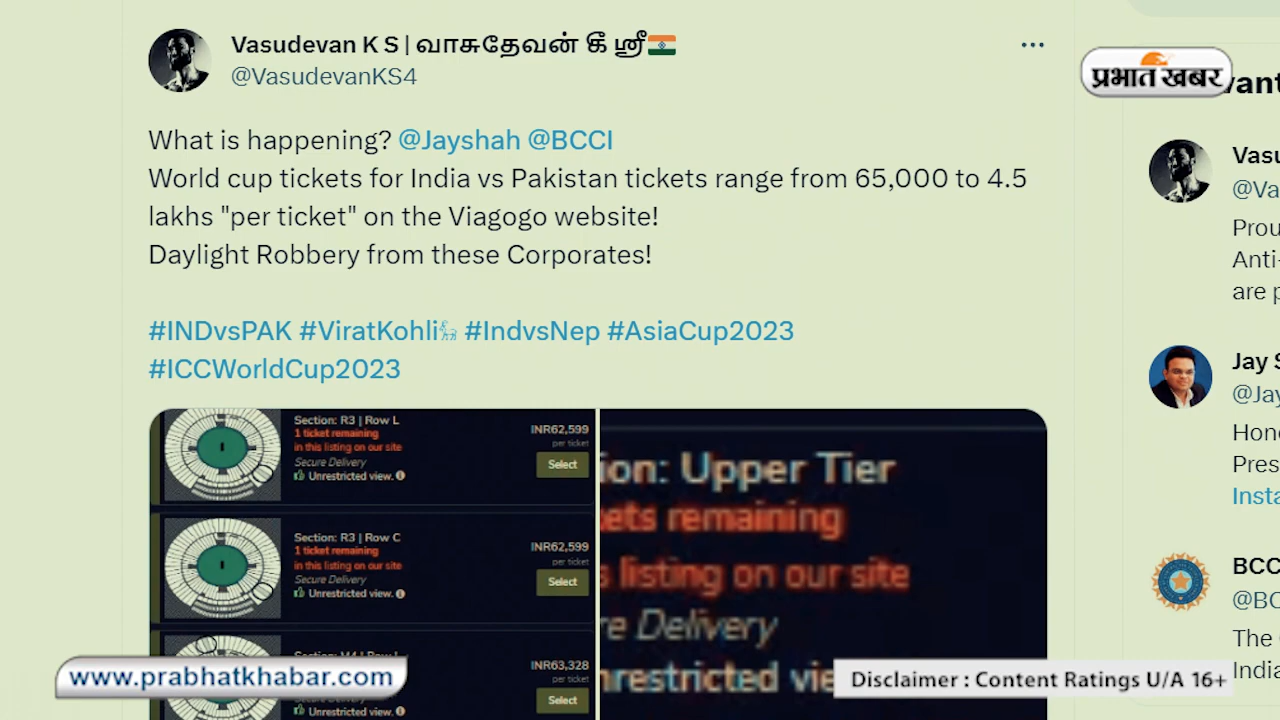 Vasudevan K S | வாசுதேவன் கீ ஸ்ரீ
@VasudevanKS4
प्रभात खबर
What is happening? @Jayshah @BCCI
World cup tickets for India vs Pakistan tickets range from 65,000 to 4.5
lakhs "per ticket" on the Viagogo website!
Daylight Robbery from these Corporates!
#INDvsPAK #ViratKohli #IndvsNep #AsiaCup2023
#ICCWorldCup2023
Section: R3 | Row L
1 ticket remaining
in this listing on our site
Secure Delivery
Unrestricted view.
INR62,599
per ticket
Select
Section: R3 | Row C
1 ticket remaining
in this listing on our site
Secure Delivery
Unrestricted view.
INR62,599
per ticket
Select
INR63,328
per ticket
Select
Unrestricted view.
ion: Upper Tier
ets remaining
s listing on our site
re Delivery
nrestricted vie
Vasu
@Va
Prou
Anti-
are p
Jay S
@Jay
Hono
Pres
Insta
BCC
@BC
The
India
www.prabhatkhabar.com
Disclaimer : Content Ratings U/A 16+